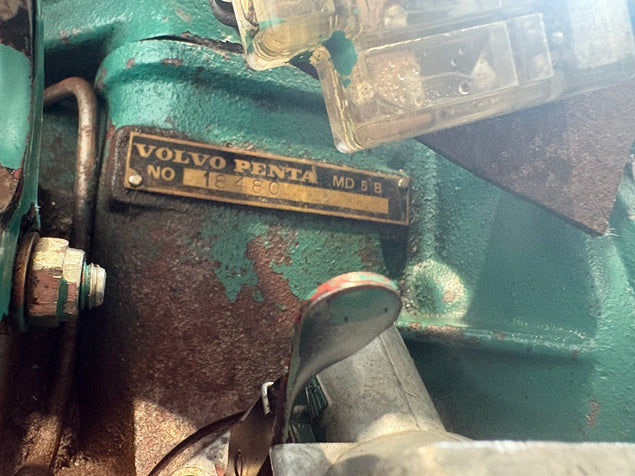 VOLVO PENTA MD 5 B
NO 18480